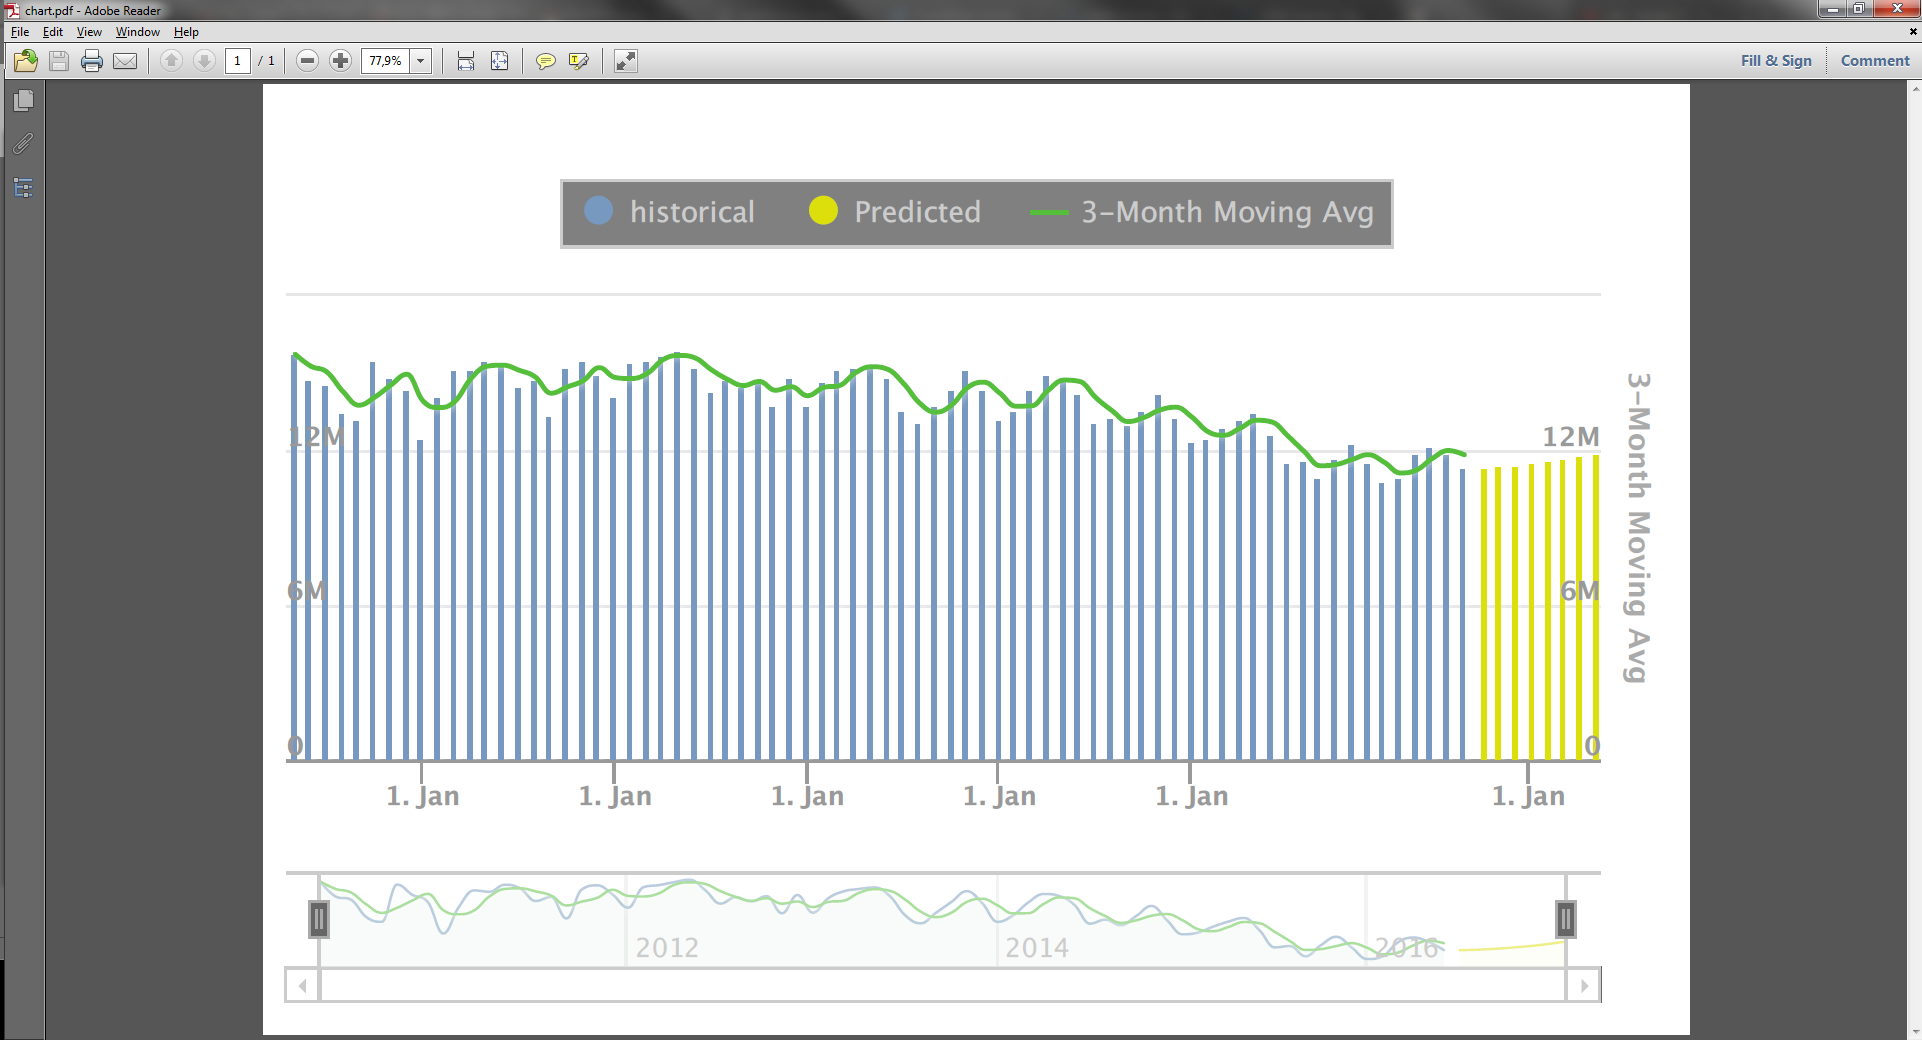 chart.pdf - Adobe Reader
File Edit View Window Help
1 / 1 77,9% Fill & Sign Comment
historical Predicted 3-Month Moving Avg
12M 12M
6M 6M
0 0
3-Month Moving Avg
1. Jan 1. Jan 1. Jan 1. Jan 1. Jan 1. Jan
2012 2014 2016